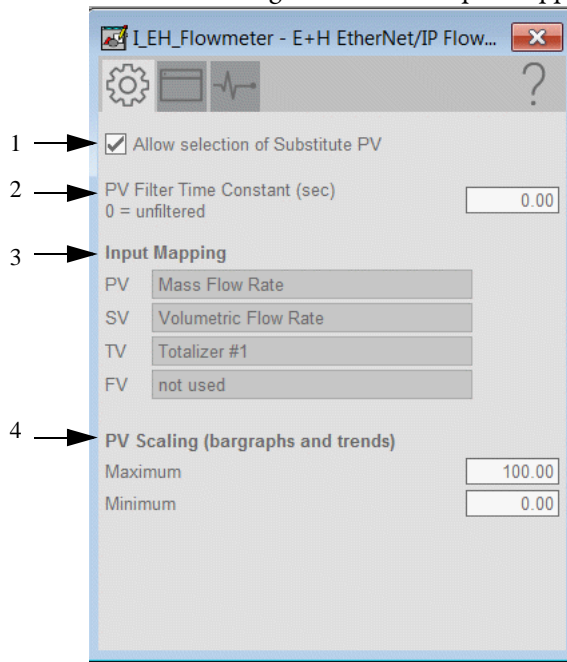 I_EH_Flowmeter - E+H EtherNet/IP Flow...
?
1
Allow selection of Substitute PV
2
PV Filter Time Constant (sec)
0 = unfiltered
0.00
3
Input Mapping
PV Mass Flow Rate
SV Volumetric Flow Rate
TV Totalizer #1
FV not used
4
PV Scaling (bargraphs and trends)
Maximum 100.00
Minimum 0.00